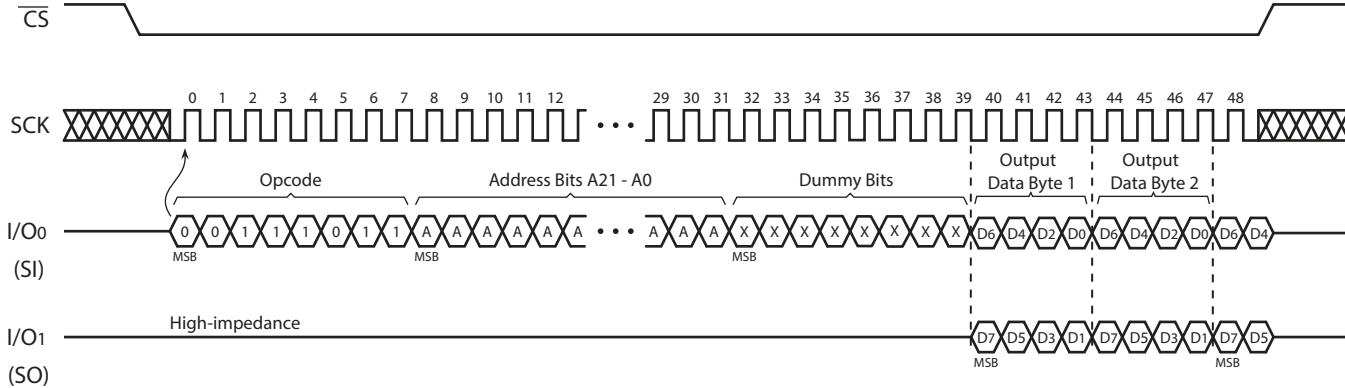 CS
0 1 2 3 4 5 6 7 8 9 10 11 12 29 30 31 32 33 34 35 36 37 38 39 40 41 42 43 44 45 46 47 48
SCK • • •
Output Output
Opcode Address Bits A21 - A0 Dummy Bits Data Byte 1 Data Byte 2
I/O0 0 0 1 1 1 0 1 1 A A A A A A • • • A A A X X X X X X X X D6 D4 D2 D0 D6 D4 D2 D0 D6 D4
MSB MSB MSB
(SI)
High-impedance
I/O1 D7 D5 D3 D1 D7 D5 D3 D1 D7 D5
MSB MSB
(SO)